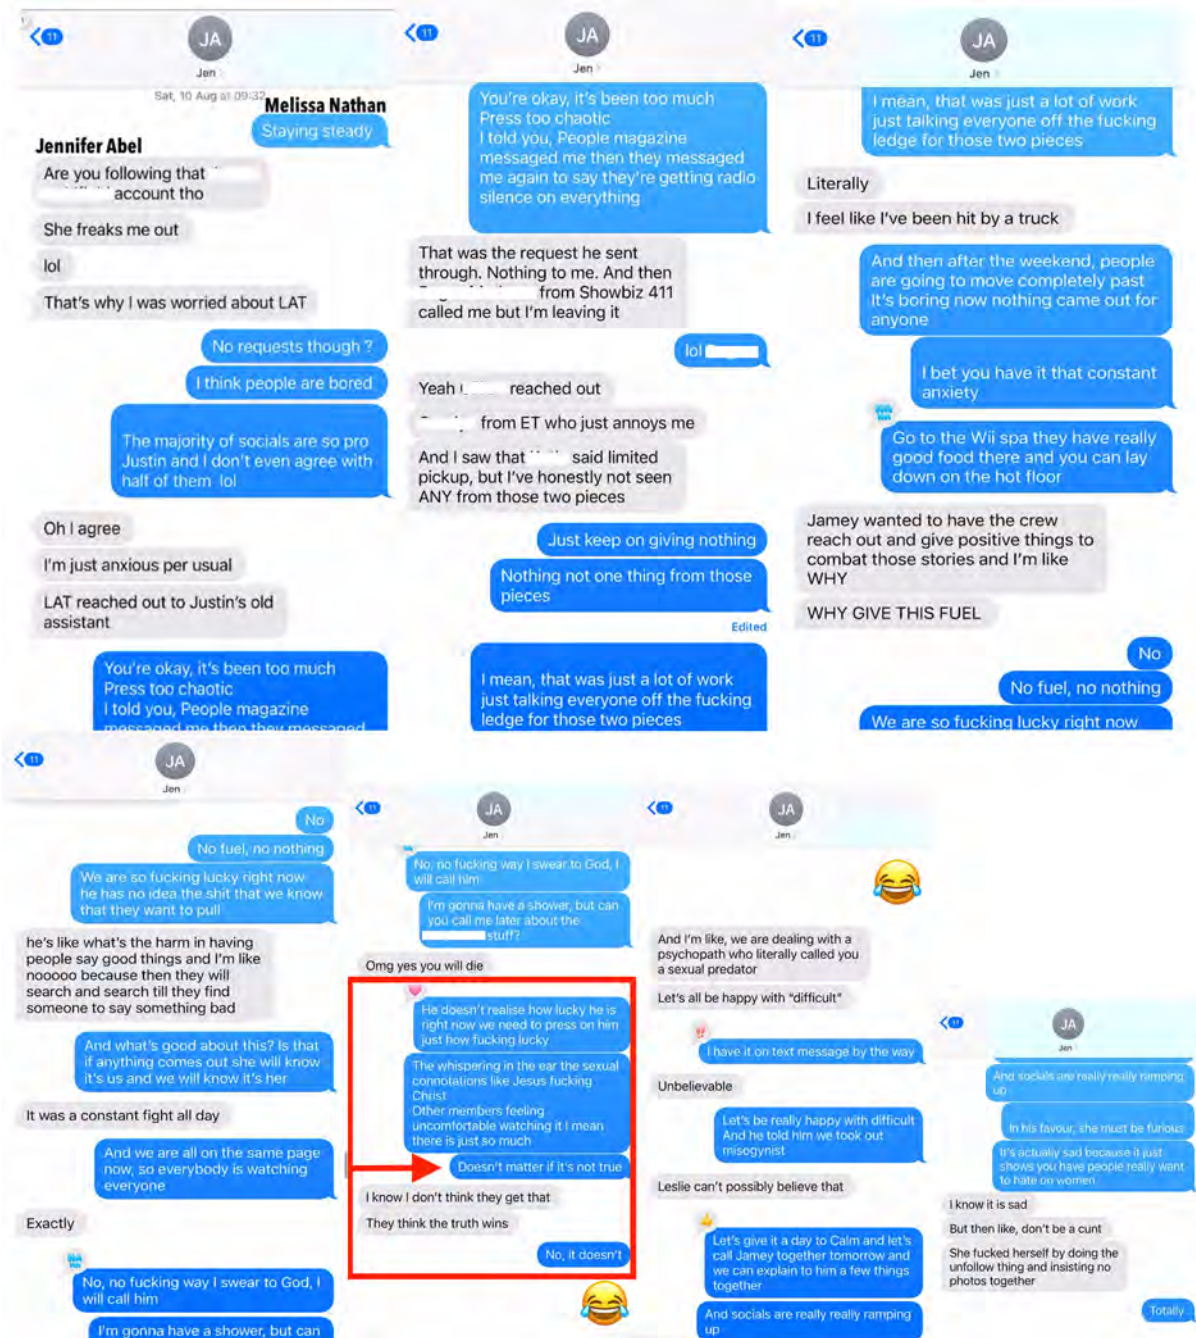 11
JA
Jen
Sat, 10 Aug at 09:32
Melissa Nathan
Staying steady
Jennifer Abel
Are you following that
account tho
She freaks me out
lol
That's why I was worried about LAT
No requests though ?
I think people are bored
The majority of socials are so pro
Justin and I don't even agree with
half of them lol
Oh I agree
I'm just anxious per usual
LAT reached out to Justin's old
assistant
You're okay, it's been too much
Press too chaotic
I told you, People magazine
messaged me then they messaged
11
JA
Jen
You're okay, it's been too much
Press too chaotic
I told you, People magazine
messaged me then they messaged
me again to say they're getting radio
silence on everything
That was the request he sent
through. Nothing to me. And then
from Showbiz 411
called me but I'm leaving it
lol
Yeah
reached out
from ET who just annoys me
And I saw that
said limited
pickup, but I've honestly not seen
ANY from those two pieces
Just keep on giving nothing
Nothing not one thing from those
pieces
Edited
I mean, that was just a lot of work
just talking everyone off the fucking
ledge for those two pieces
11
JA
Jen
I mean, that was just a lot of work
just talking everyone off the fucking
ledge for those two pieces
Literally
I feel like I've been hit by a truck
And then after the weekend, people
are going to move completely past
It's boring now nothing came out for
anyone
I bet you have it that constant
anxiety
Go to the Wii spa they have really
good food there and you can lay
down on the hot floor
Jamey wanted to have the crew
reach out and give positive things to
combat those stories and I'm like
WHY
WHY GIVE THIS FUEL
No
No fuel, no nothing
We are so fucking lucky right now
11
JA
Jen
No
No fuel, no nothing
We are so fucking lucky right now
he has no idea the shit that we know
that they want to pull
he's like what's the harm in having
people say good things and I'm like
nooooo because then they will
search and search till they find
someone to say something bad
And what's good about this? Is that
if anything comes out she will know
it's us and we will know it's her
It was a constant fight all day
And we are all on the same page
now, so everybody is watching
everyone
Exactly
No, no fucking way I swear to God, I
will call him
I'm gonna have a shower, but can
11
JA
Jen
No, no fucking way I swear to God, I
will call him
I'm gonna have a shower, but can
you call me later about the
stuff?
Omg yes you will die
He doesn't realise how lucky he is
right now we need to press on him
just how fucking lucky
The whispering in the ear the sexual
connotations like Jesus fucking
Christ
Other members feeling
uncomfortable watching it I mean
there is just so much
Doesn't matter if it's not true
I know I don't think they get that
They think the truth wins
No, it doesn't
11
JA
Jen
And I'm like, we are dealing with a
psychopath who literally called you
a sexual predator
Let's all be happy with "difficult"
I have it on text message by the way
Unbelievable
Let's be really happy with difficult
And he told him we took out
misogynist
Leslie can't possibly believe that
Let's give it a day to Calm and let's
call Jamey together tomorrow and
we can explain to him a few things
together
And socials are really really ramping
up
11
JA
Jen
And socials are really really ramping
up
In his favour, she must be furious
It's actually sad because it just
shows you have people really want
to hate on women
I know it is sad
But then like, don't be a cunt
She fucked herself by doing the
unfollow thing and insisting no
photos together
Totally